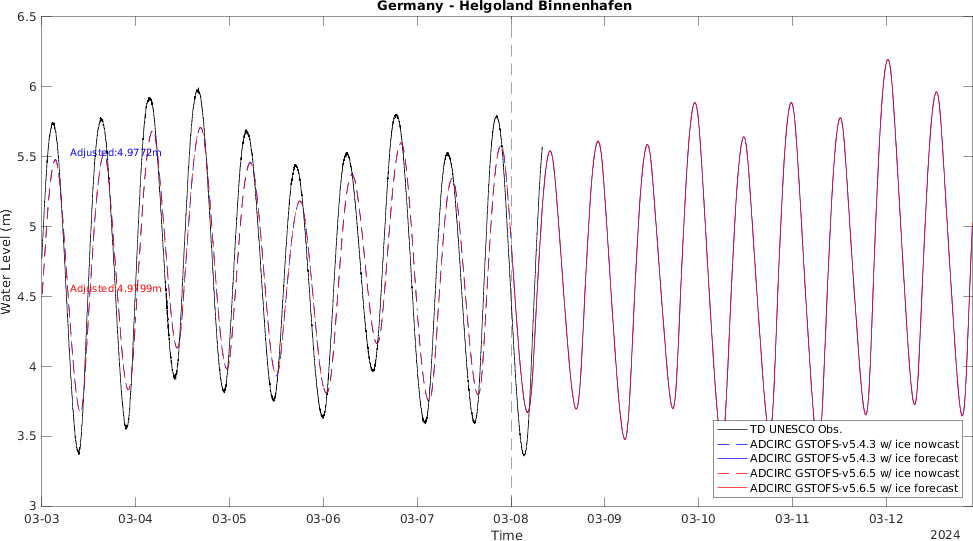 Germany - Helgoland Binnenhafen
6.5
6
5.5
5
4.5
4
3.5
3
Water Level (m)
Adjusted:4.9772m
Adjusted:4.9799m
TD UNESCO Obs.
ADCIRC GSTOFS-v5.4.3 w/ ice nowcast
ADCIRC GSTOFS-v5.4.3 w/ ice forecast
ADCIRC GSTOFS-v5.6.5 w/ ice nowcast
ADCIRC GSTOFS-v5.6.5 w/ ice forecast
03-03 03-04 03-05 03-06 03-07 03-08 03-09 03-10 03-11 03-12
Time
2024